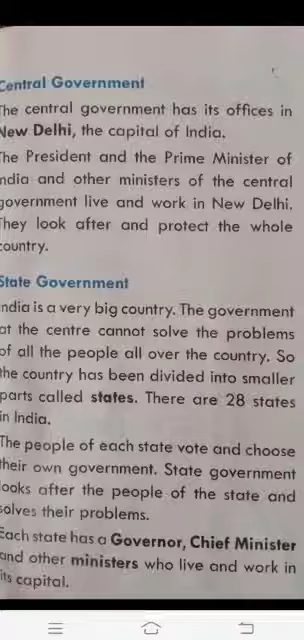 Central Government
The central government has its offices in
New Delhi, the capital of India.
The President and the Prime Minister of
India and other ministers of the central
government live and work in New Delhi.
They look after and protect the whole
country.
State Government
India is a very big country. The government
at the centre cannot solve the problems
of all the people all over the country. So
the country has been divided into smaller
parts called states. There are 28 states
in India.
The people of each state vote and choose
their own government. State government
looks after the people of the state and
solves their problems.
Each state has a Governor, Chief Minister
and other ministers who live and work in
its capital.